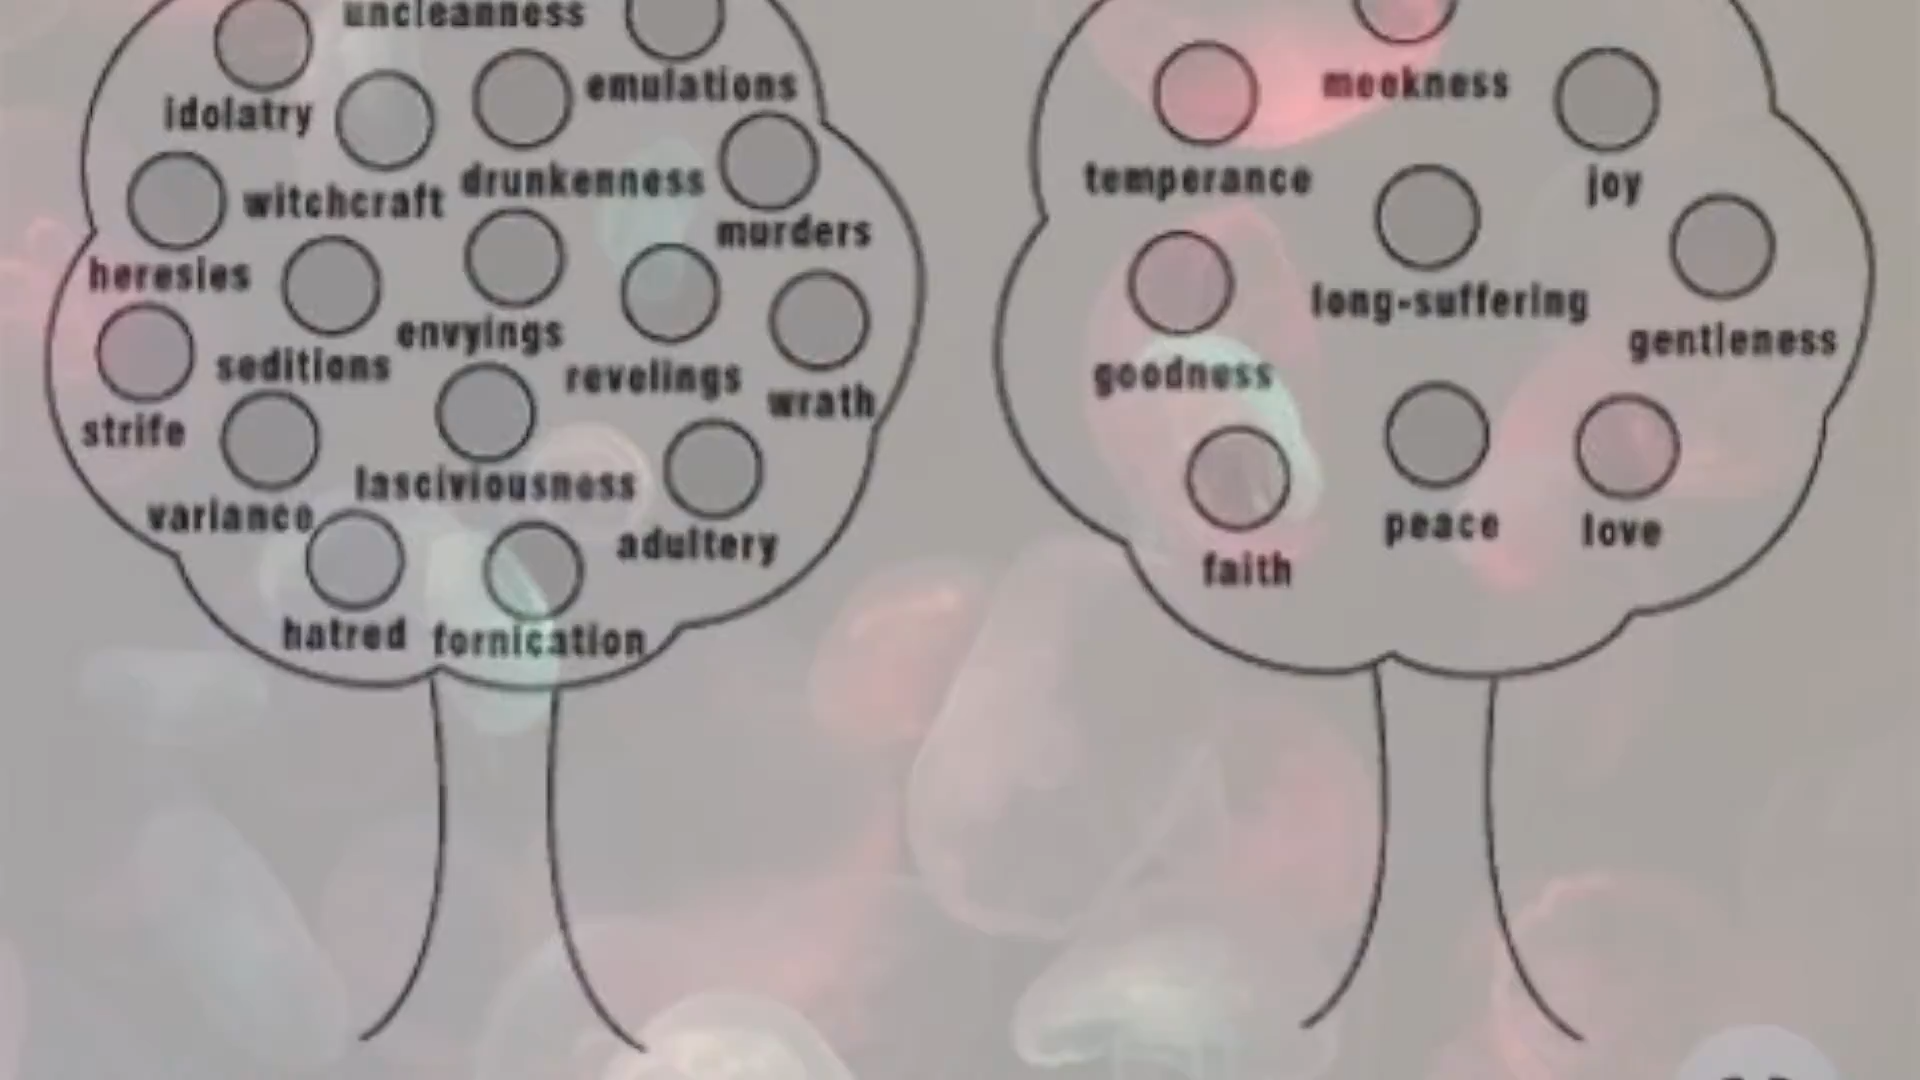 uncleanness
emulations
idolatry
drunkenness
witchcraft
murders
heresies
envyings
seditions
revelings
wrath
strife
lasciviousness
variance
adultery
hatred
fornication
meekness
temperance
joy
long-suffering
gentleness
goodness
peace
love
faith